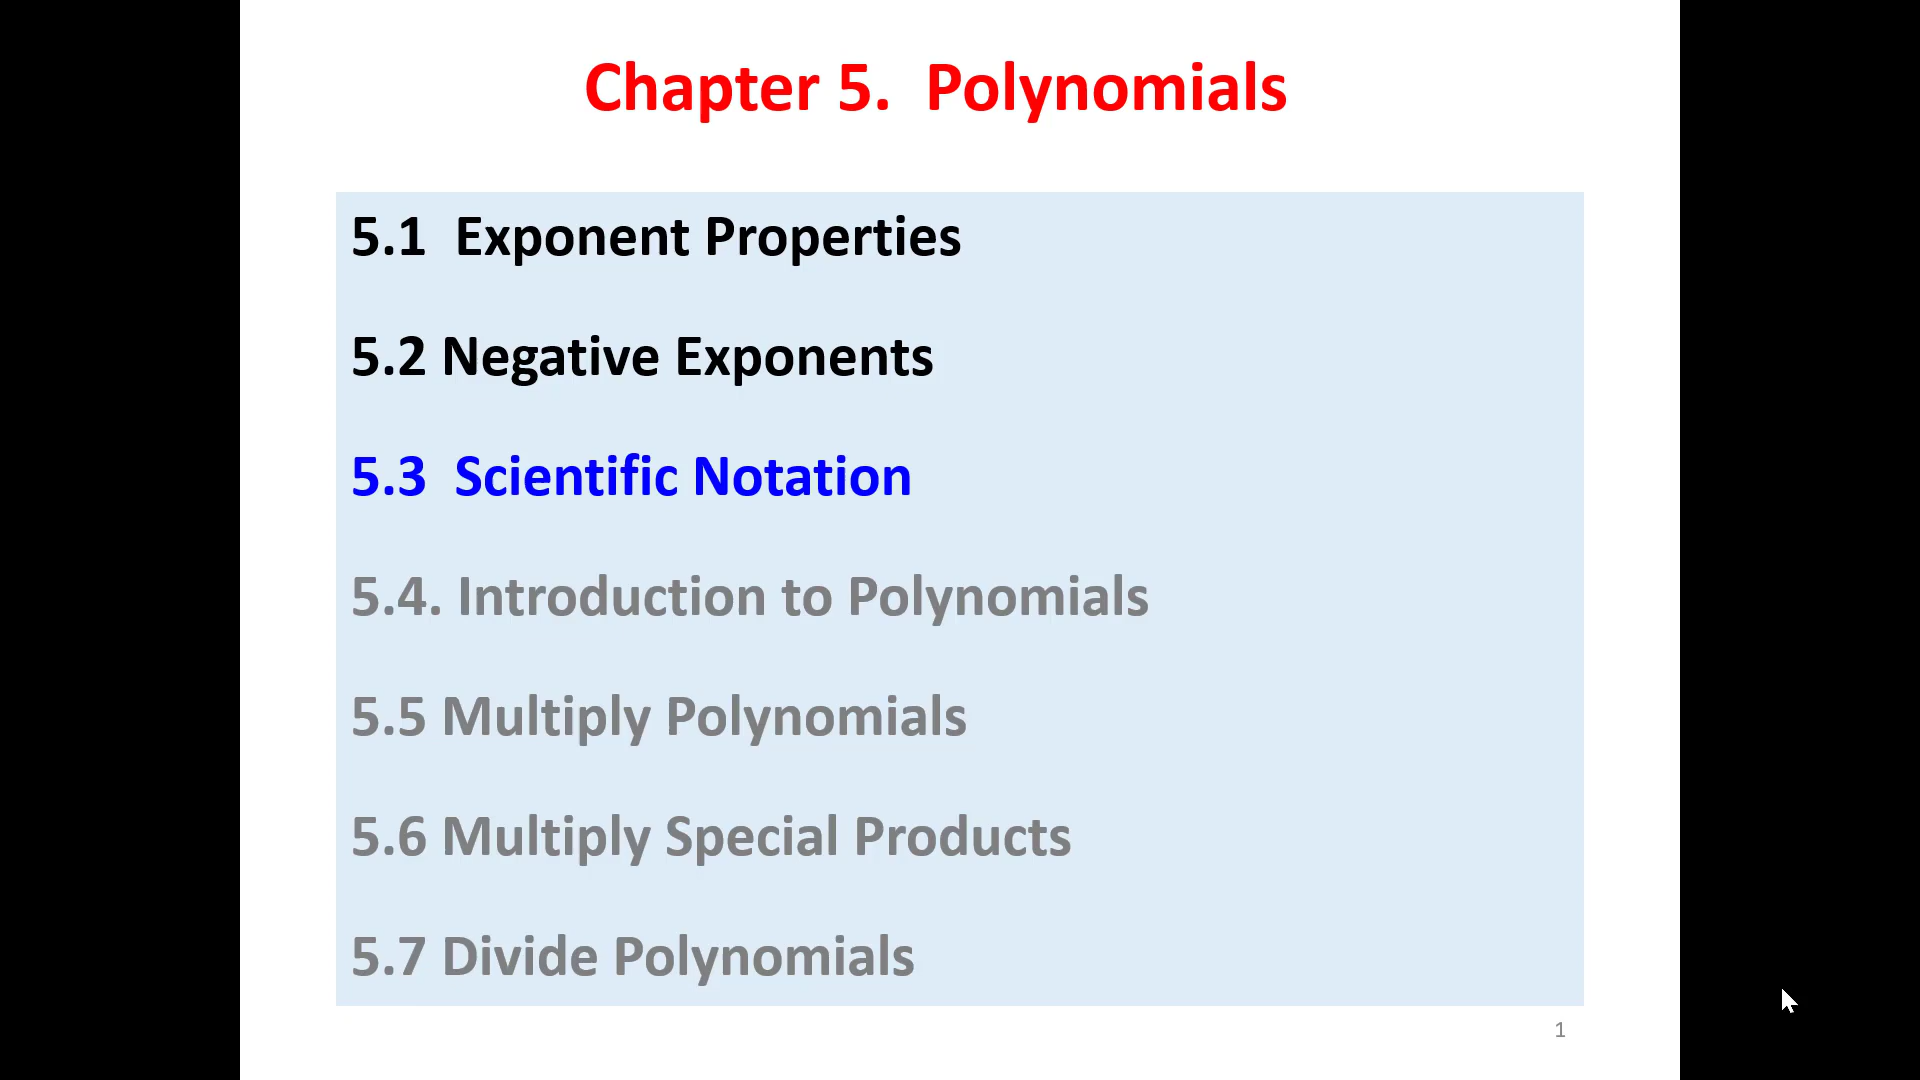 Chapter 5.  Polynomials
5.1  Exponent Properties
5.2 Negative Exponents
5.3  Scientific Notation
5.4. Introduction to Polynomials
5.5 Multiply Polynomials
5.6 Multiply Special Products
5.7 Divide Polynomials
1